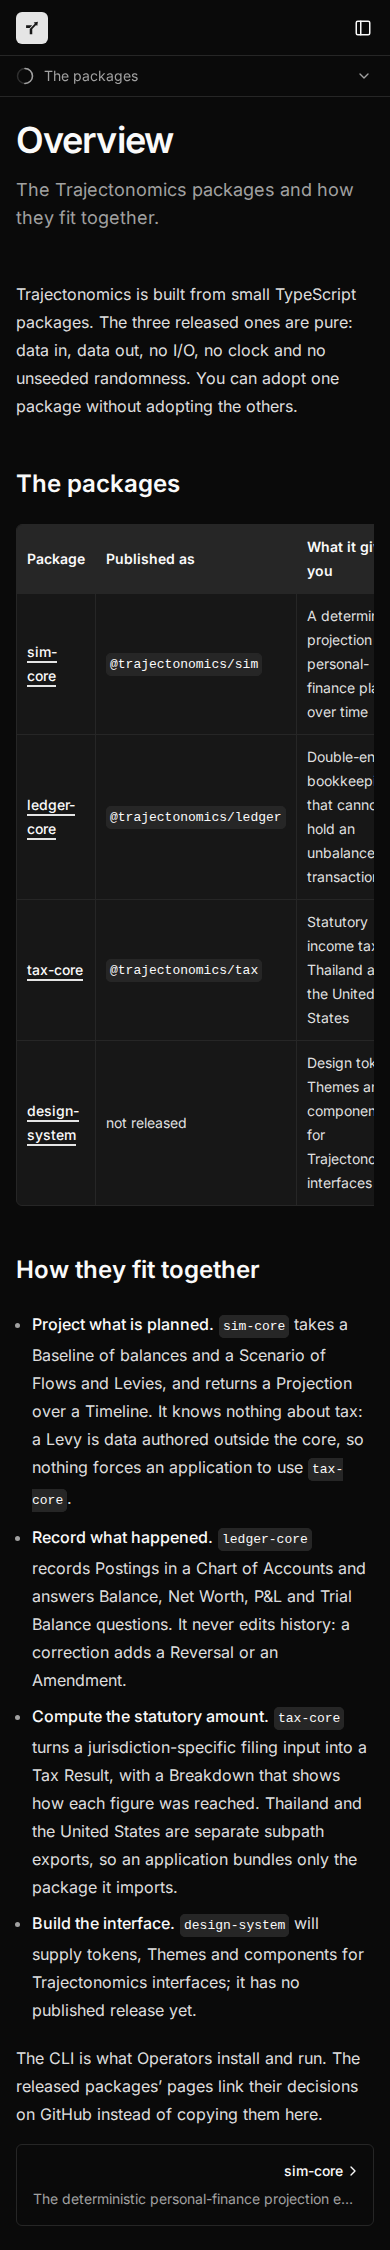 The packages
Overview
The Trajectonomics packages and how
they fit together.
Trajectonomics is built from small TypeScript
packages. The three released ones are pure:
data in, data out, no I/O, no clock and no
unseeded randomness. You can adopt one
package without adopting the others.
The packages
Package Published as What it gi
you
sim-
core
@trajectonomics/sim
A determin
projection
personal-
finance pla
over time
ledger-
core
@trajectonomics/ledger
Double-en
bookkeep
that canno
hold an
unbalance
transaction
tax-core
@trajectonomics/tax
Statutory
income tax
Thailand a
the United
States
design-
system
not released
Design tok
Themes an
componen
for
Trajectono
interfaces
How they fit together
• Project what is planned. sim-core takes a
Baseline of balances and a Scenario of
Flows and Levies, and returns a Projection
over a Timeline. It knows nothing about tax:
a Levy is data authored outside the core, so
nothing forces an application to use tax-
core.
• Record what happened. ledger-core
records Postings in a Chart of Accounts and
answers Balance, Net Worth, P&L and Trial
Balance questions. It never edits history: a
correction adds a Reversal or an
Amendment.
• Compute the statutory amount. tax-core
turns a jurisdiction-specific filing input into a
Tax Result, with a Breakdown that shows
how each figure was reached. Thailand and
the United States are separate subpath
exports, so an application bundles only the
package it imports.
• Build the interface. design-system will
supply tokens, Themes and components for
Trajectonomics interfaces; it has no
published release yet.
The CLI is what Operators install and run. The
released packages’ pages link their decisions
on GitHub instead of copying them here.
sim-core
The deterministic personal-finance projection e...